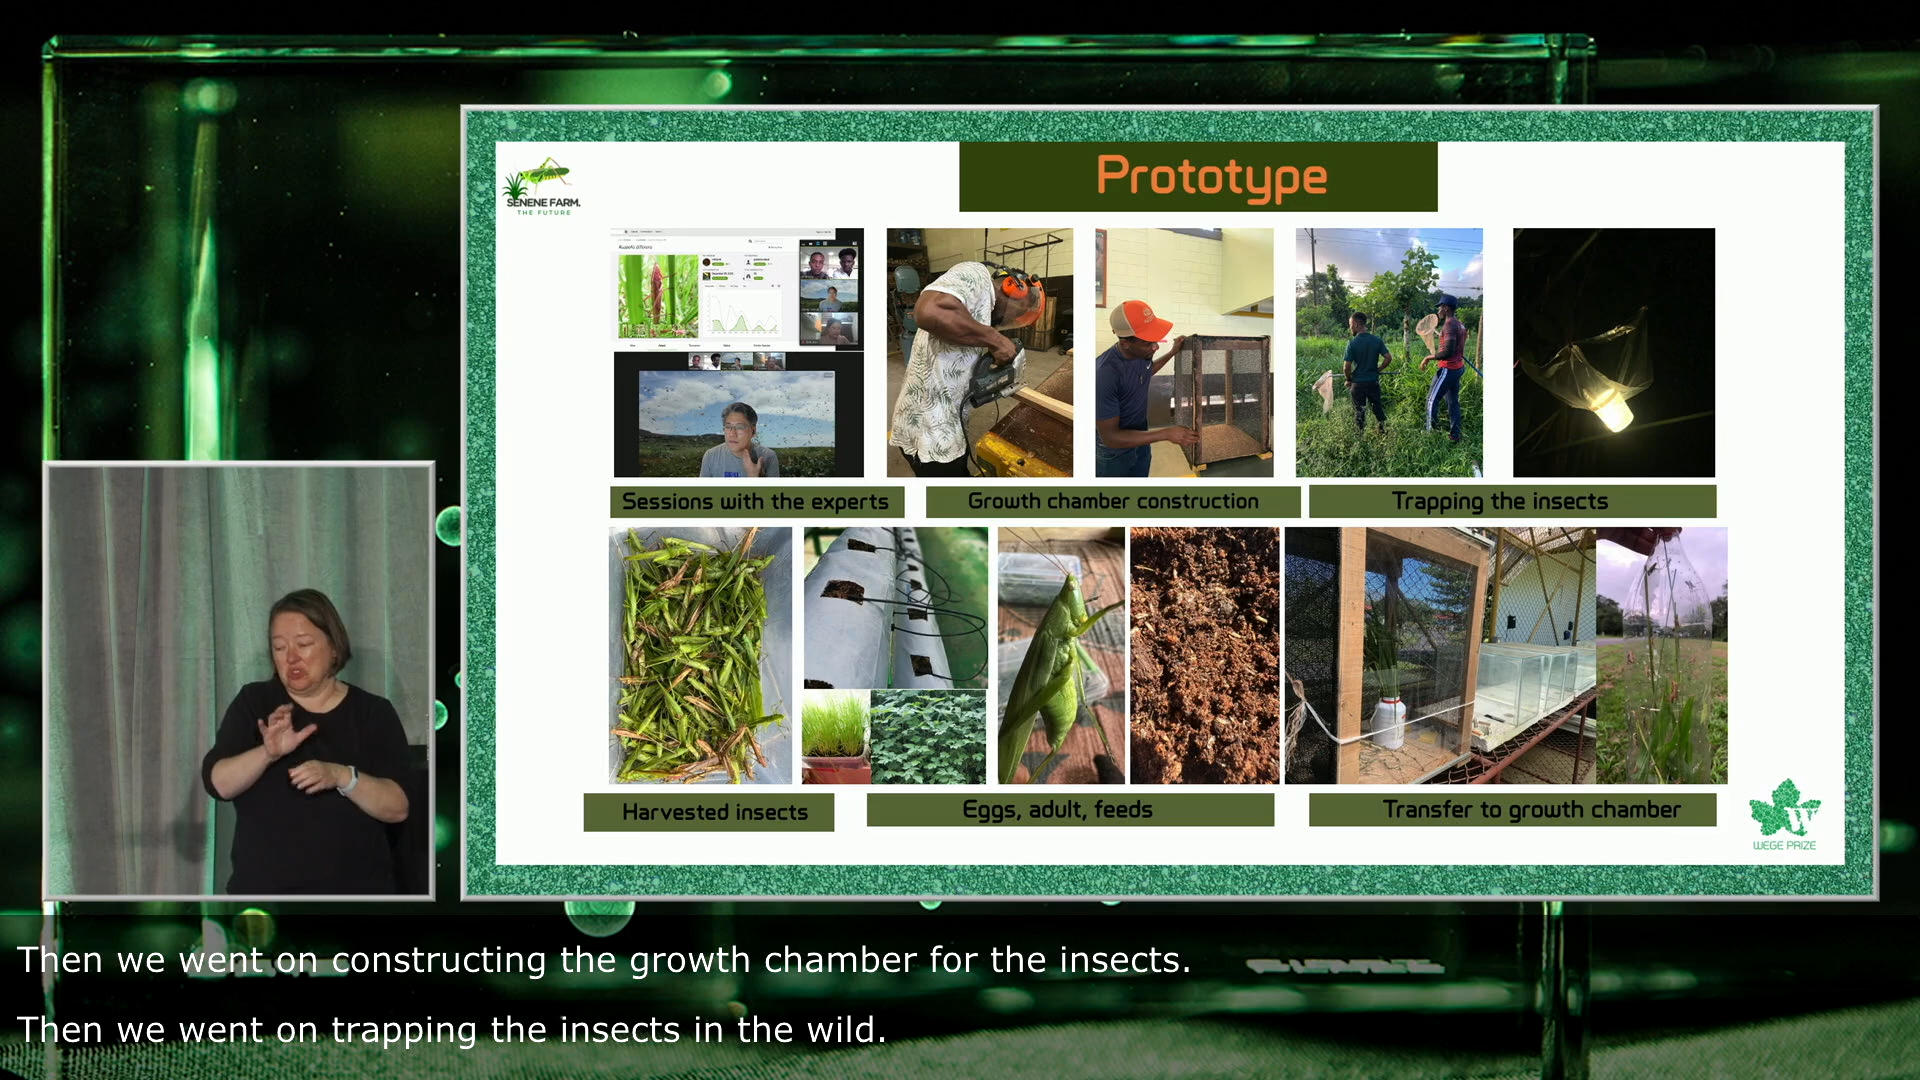 Prototype
SENENE FARM.
THE FUTURE
Sessions with the experts
Growth chamber construction
Trapping the insects
Harvested insects
Eggs, adult, feeds
Transfer to growth chamber
WEGE PRIZE
Then we went on constructing the growth chamber for the insects.
Then we went on trapping the insects in the wild.